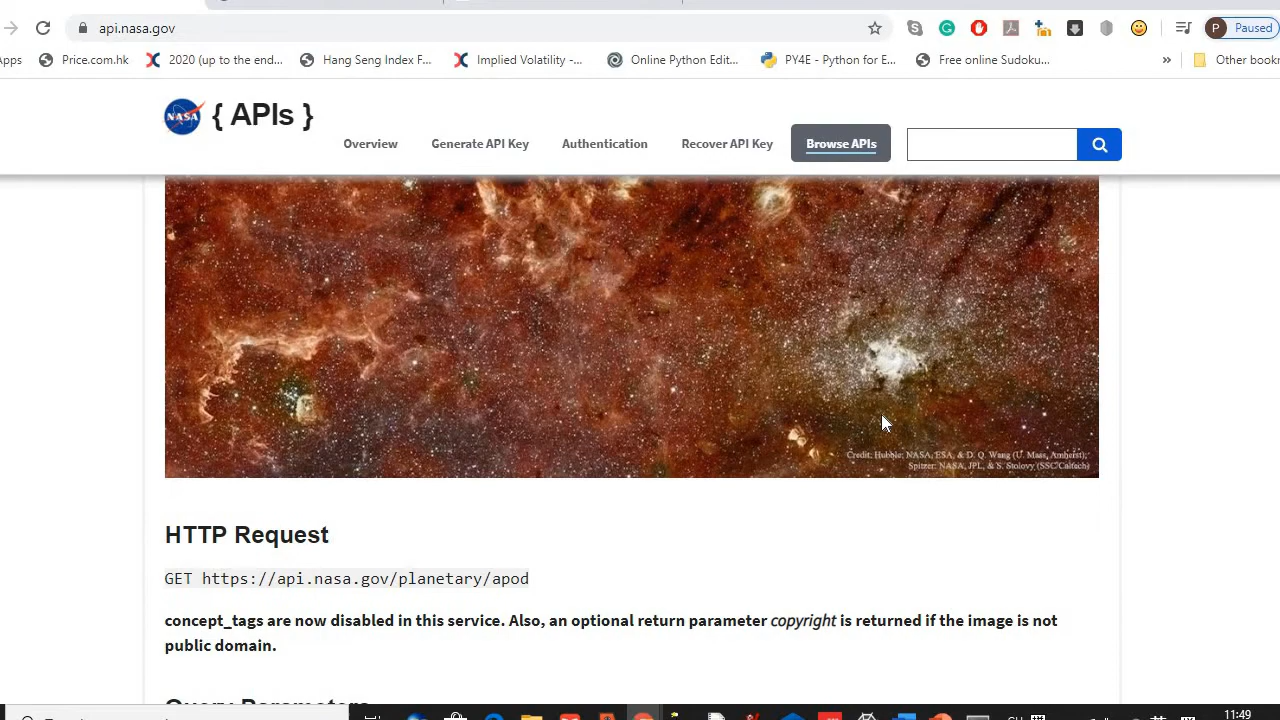 api.nasa.gov
P Paused
Apps Price.com.hk 2020 (up to the end... Hang Seng Index F... Implied Volatility -... Online Python Edit... PY4E - Python for E... Free online Sudoku... » Other bookm
NASA { APIs }
Overview Generate API Key Authentication Recover API Key Browse APIs
Credit: Hubble: NASA, ESA, & D. Q. Wang (U. Mass, Amherst);
Spitzer: NASA, JPL, & S. Stolovy (SSC/Caltech)
HTTP Request
GET https://api.nasa.gov/planetary/apod
concept_tags are now disabled in this service. Also, an optional return parameter copyright is returned if the image is not
public domain.
Query Parameters
11:49